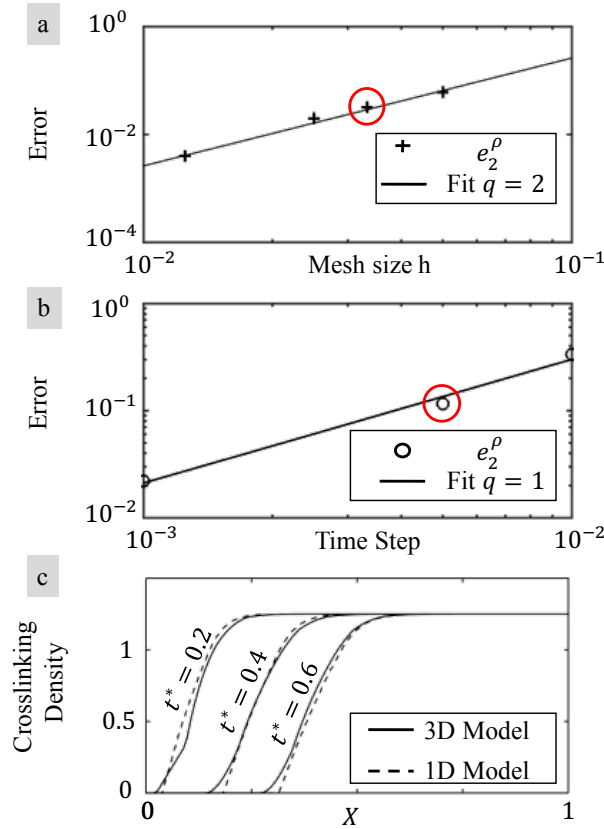 a
10^0
10^{-2}
10^{-4}
Error
e_2^ρ
Fit q = 2
10^{-2}
Mesh size h
10^{-1}
b
10^0
10^{-1}
10^{-2}
Error
e_2^ρ
Fit q = 1
10^{-3}
Time Step
10^{-2}
c
Crosslinking
Density
1
0.5
0
t* = 0.2
t* = 0.4
t* = 0.6
3D Model
1D Model
0
X
1